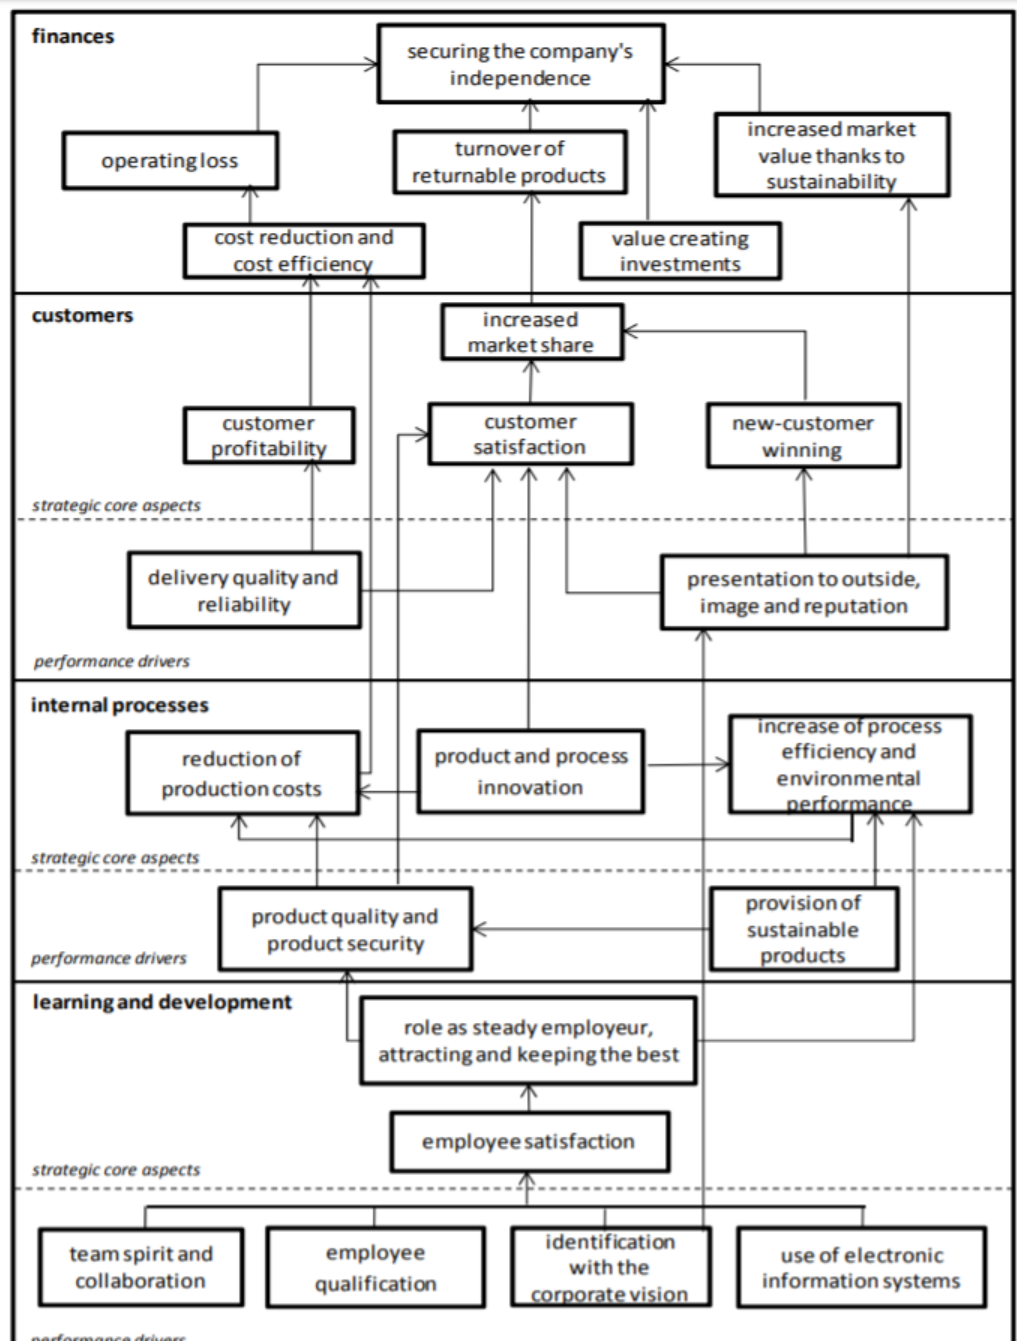 finances
securing the company's
independence
operating loss
turnover of
returnable products
increased market
value thanks to
sustainability
cost reduction and
cost efficiency
value creating
investments
customers
increased
market share
customer
profitability
customer
satisfaction
new-customer
winning
strategic core aspects
delivery quality and
reliability
presentation to outside,
image and reputation
performance drivers
internal processes
reduction of
production costs
product and process
innovation
increase of process
efficiency and
environmental
performance
strategic core aspects
product quality and
product security
provision of
sustainable
products
performance drivers
learning and development
role as steady employeur,
attracting and keeping the best
employee satisfaction
strategic core aspects
team spirit and
collaboration
employee
qualification
identification
with the
corporate vision
use of electronic
information systems
performance drivers